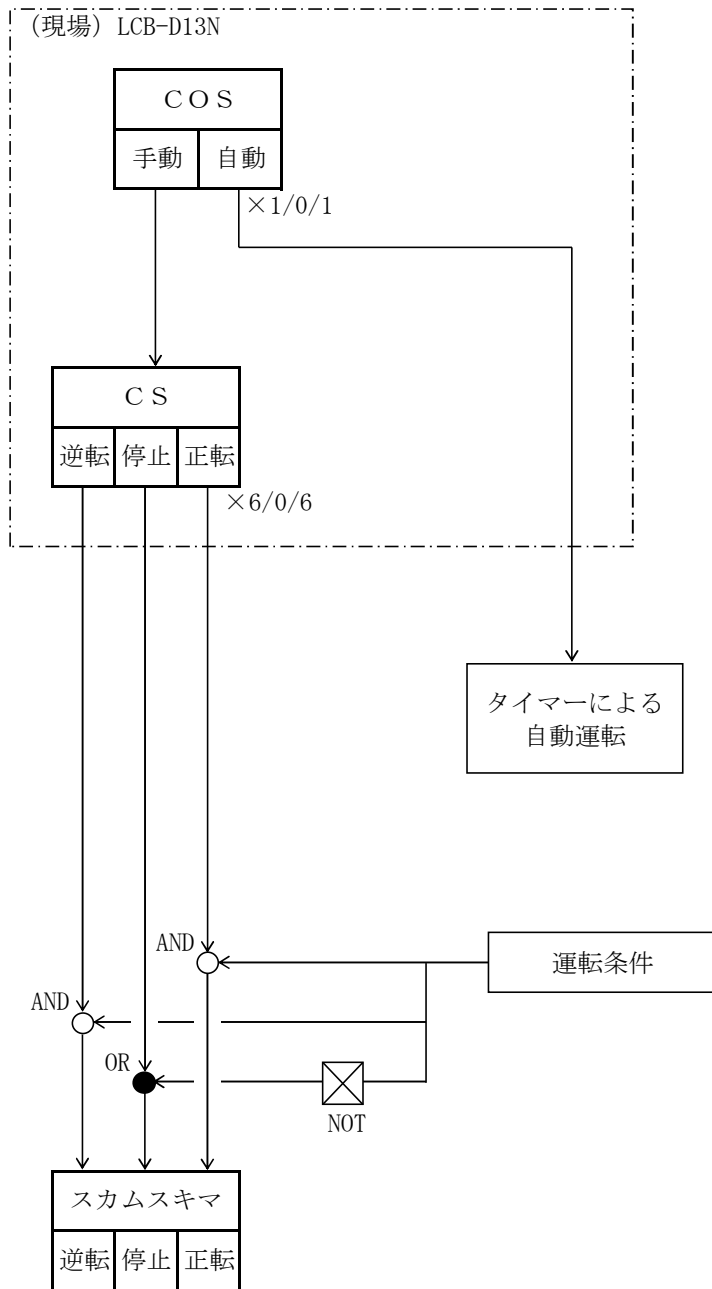 （現場）LCB-D13N
ＣＯＳ
手動 自動
×1/0/1
ＣＳ
逆転 停止 正転
×6/0/6
タイマーによる
自動運転
AND
運転条件
AND
OR
NOT
スカムスキマ
逆転 停止 正転